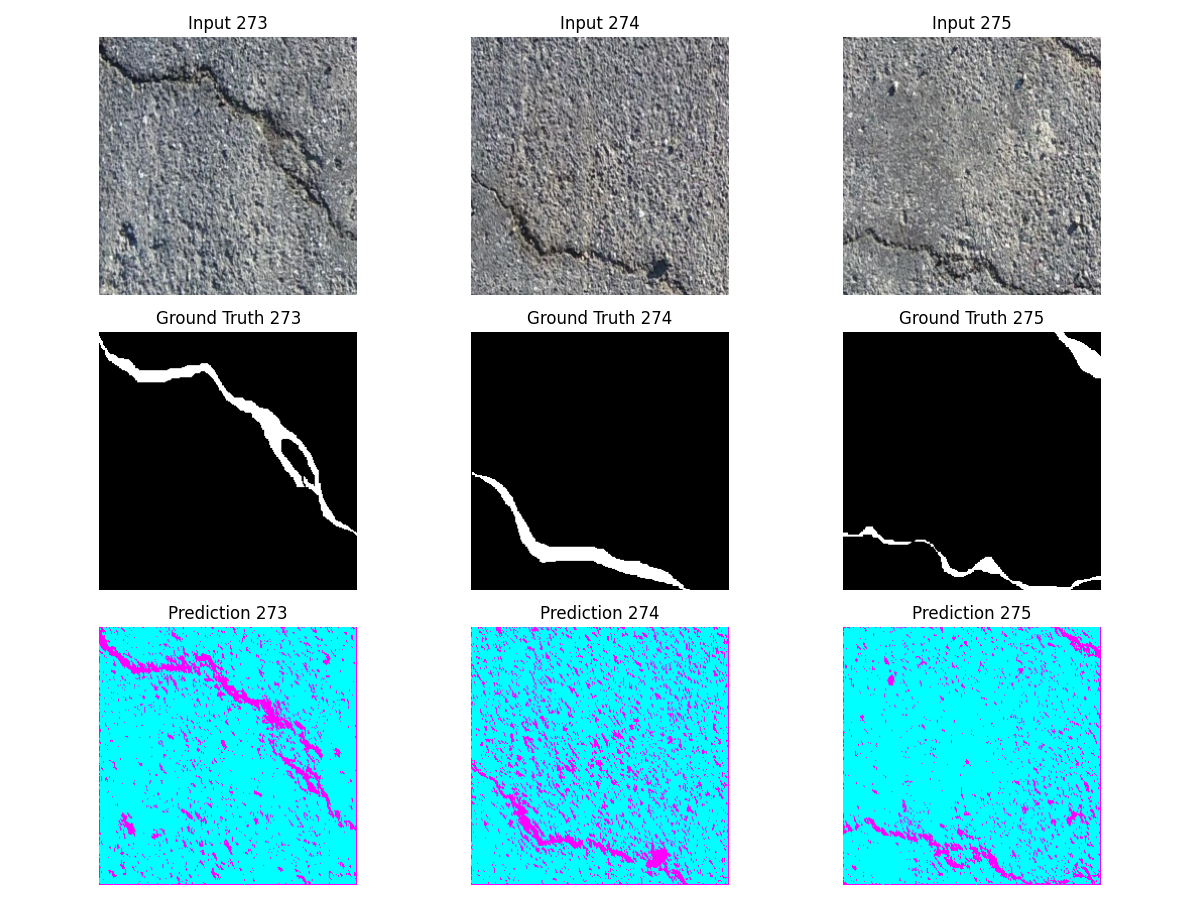 Input 273
Input 274
Input 275
Ground Truth 273
Ground Truth 274
Ground Truth 275
Prediction 273
Prediction 274
Prediction 275